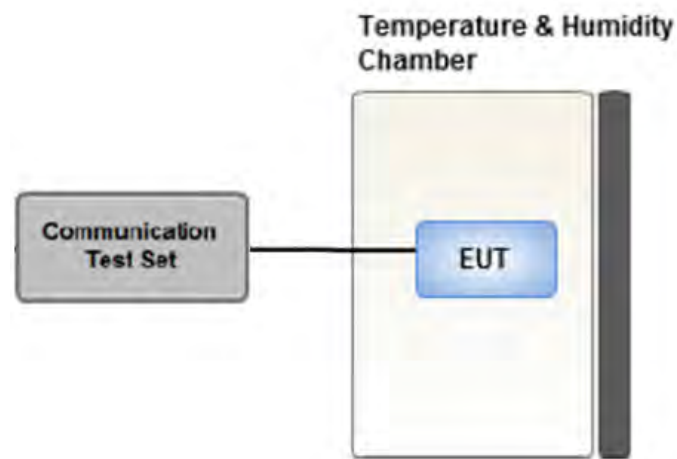 Temperature & Humidity
Chamber
Communication
Test Set
EUT